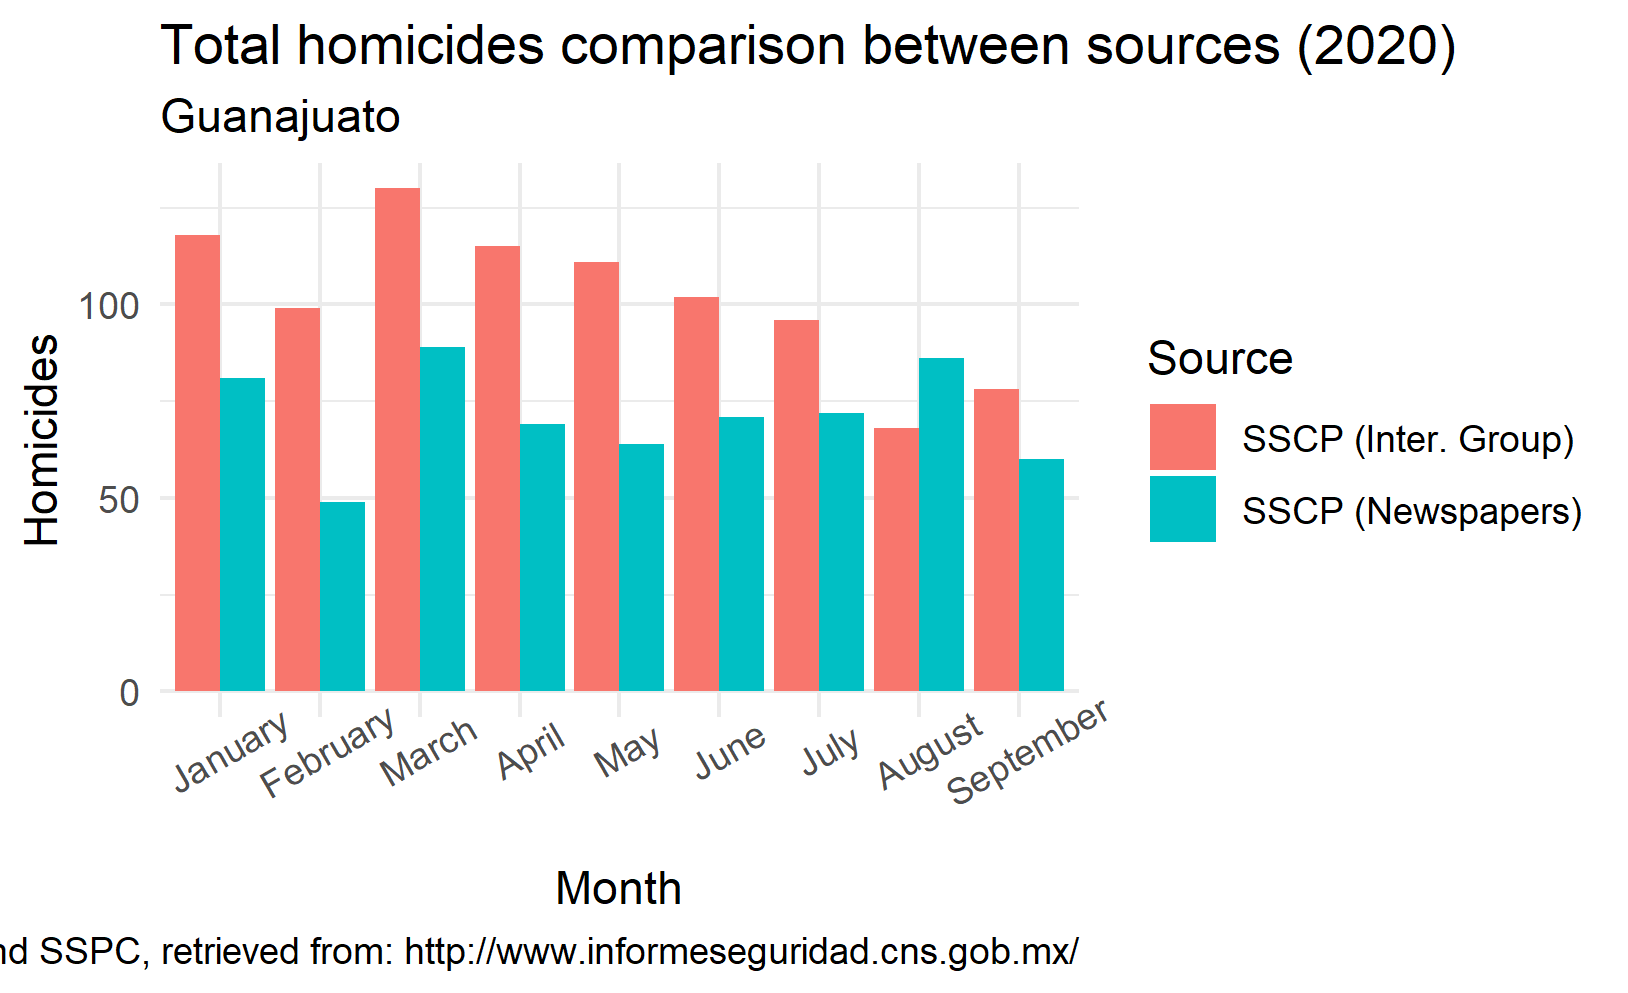 Total homicides comparison between sources (2020)
Guanajuato
Homicides
100
50
0
January
February
March
April
May
June
July
August
September
Month
Source
SSCP (Inter. Group)
SSCP (Newspapers)
SSPC, retrieved from: http://www.informeseguridad.cns.gob.mx/